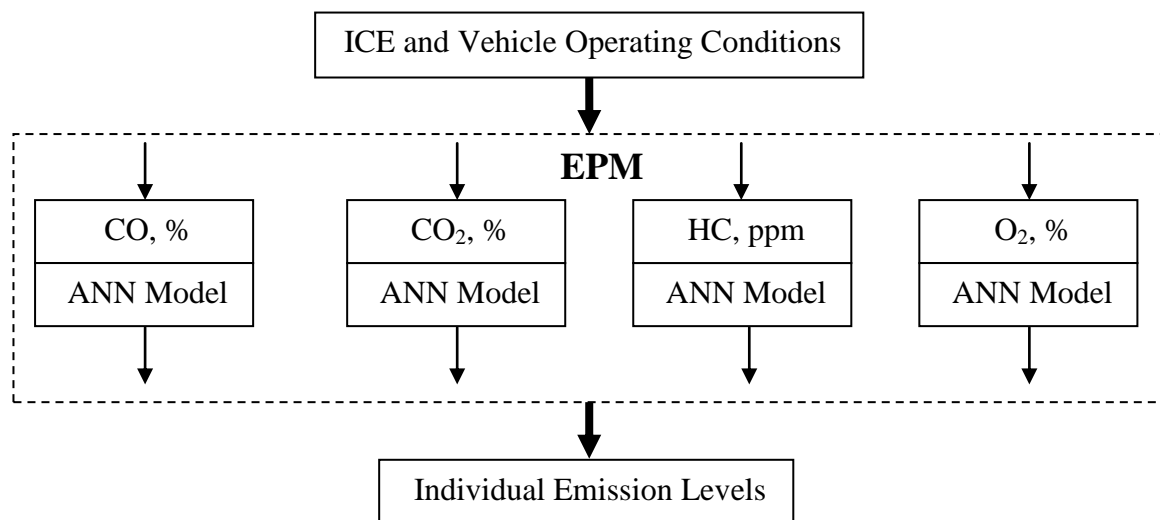 ICE and Vehicle Operating Conditions
EPM
CO, %
CO₂, %
HC, ppm
O₂, %
ANN Model
ANN Model
ANN Model
ANN Model
Individual Emission Levels